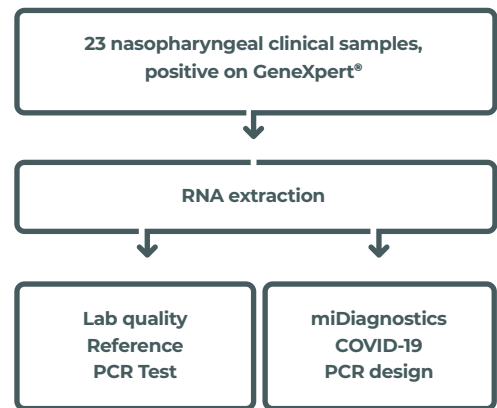 23 nasopharyngeal clinical samples,
positive on GeneXpert®
RNA extraction
Lab quality
Reference
PCR Test
miDiagnostics
COVID-19
PCR design